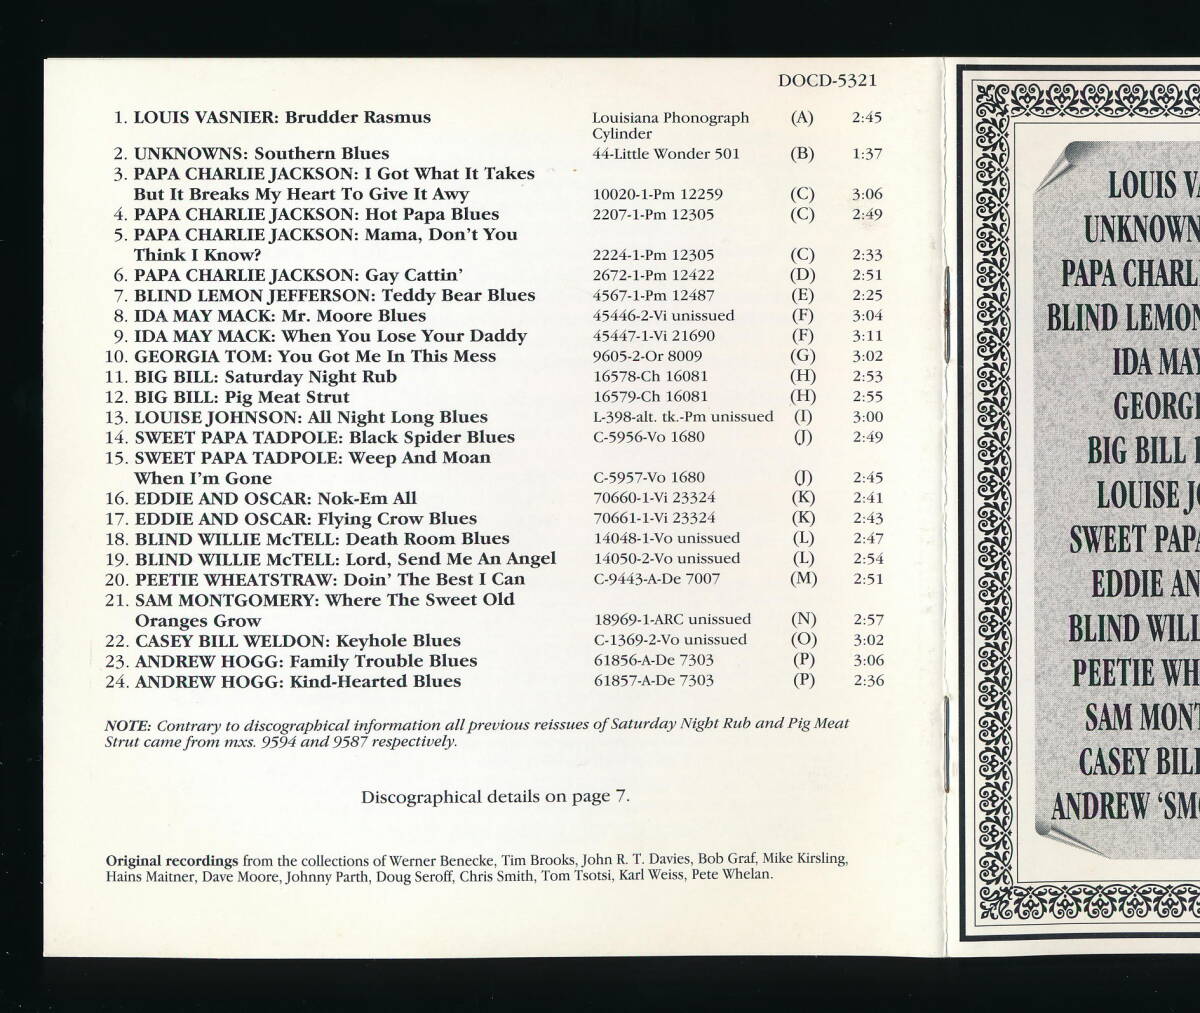 DOCD-5321
1. LOUIS VASNIER: Brudder Rasmus Louisiana Phonograph (A) 2:45
Cylinder
2. UNKNOWNS: Southern Blues 44-Little Wonder 501 (B) 1:37
3. PAPA CHARLIE JACKSON: I Got What It Takes
But It Breaks My Heart To Give It Awy 10020-1-Pm 12259 (C) 3:06
4. PAPA CHARLIE JACKSON: Hot Papa Blues 2207-1-Pm 12305 (C) 2:49
5. PAPA CHARLIE JACKSON: Mama, Don't You
Think I Know? 2224-1-Pm 12305 (C) 2:33
6. PAPA CHARLIE JACKSON: Gay Cattin' 2672-1-Pm 12422 (D) 2:51
7. BLIND LEMON JEFFERSON: Teddy Bear Blues 4567-1-Pm 12487 (E) 2:25
8. IDA MAY MACK: Mr. Moore Blues 45446-2-Vi unissued (F) 3:04
9. IDA MAY MACK: When You Lose Your Daddy 45447-1-Vi 21690 (F) 3:11
10. GEORGIA TOM: You Got Me In This Mess 9605-2-Or 8009 (G) 3:02
11. BIG BILL: Saturday Night Rub 16578-Ch 16081 (H) 2:53
12. BIG BILL: Pig Meat Strut 16579-Ch 16081 (H) 2:55
13. LOUISE JOHNSON: All Night Long Blues L-398-alt. tk.-Pm unissued (I) 3:00
14. SWEET PAPA TADPOLE: Black Spider Blues C-5956-Vo 1680 (J) 2:49
15. SWEET PAPA TADPOLE: Weep And Moan
When I'm Gone C-5957-Vo 1680 (J) 2:45
16. EDDIE AND OSCAR: Nok-Em All 70660-1-Vi 23324 (K) 2:41
17. EDDIE AND OSCAR: Flying Crow Blues 70661-1-Vi 23324 (K) 2:43
18. BLIND WILLIE McTELL: Death Room Blues 14048-1-Vo unissued (L) 2:47
19. BLIND WILLIE McTELL: Lord, Send Me An Angel 14050-2-Vo unissued (L) 2:54
20. PEETIE WHEATSTRAW: Doin' The Best I Can C-9443-A-De 7007 (M) 2:51
21. SAM MONTGOMERY: Where The Sweet Old
Oranges Grow 18969-1-ARC unissued (N) 2:57
22. CASEY BILL WELDON: Keyhole Blues C-1369-2-Vo unissued (O) 3:02
23. ANDREW HOGG: Family Trouble Blues 61856-A-De 7303 (P) 3:06
24. ANDREW HOGG: Kind-Hearted Blues 61857-A-De 7303 (P) 2:36
NOTE: Contrary to discographical information all previous reissues of Saturday Night Rub and Pig Meat
Strut came from mxs. 9594 and 9587 respectively.
Discographical details on page 7.
Original recordings from the collections of Werner Benecke, Tim Brooks, John R. T. Davies, Bob Graf, Mike Kirsling,
Hains Maitner, Dave Moore, Johnny Parth, Doug Seroff, Chris Smith, Tom Tsotsi, Karl Weiss, Pete Whelan.
LOUIS VA
UNKNOWN
PAPA CHARLI
BLIND LEMON
IDA MAY
GEORGI
BIG BILL
LOUISE JO
SWEET PAPA
EDDIE AN
BLIND WILL
PEETIE WH
SAM MONT
CASEY BILL
ANDREW 'SMO